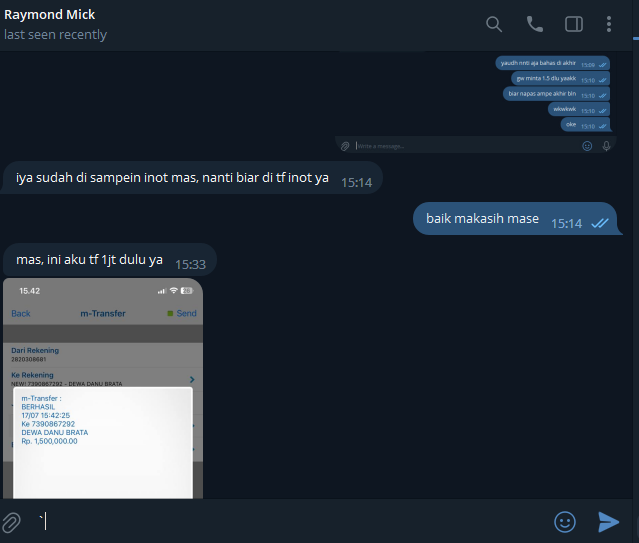 Raymond Mick
last seen recently
yaudh nnti aja bahas di akhir 15:09
gw minta 1.5 dlu yaakk 15:10
biar napas ampe akhir bln 15:10
wkwkwk 15:10
oke 15:10
Write a message...
iya sudah di sampein inot mas, nanti biar di tf inot ya 15:14
baik makasih mase 15:14
mas, ini aku tf 1jt dulu ya 15:33
15.42
Back m-Transfer Send
Dari Rekening
2820308681
Ke Rekening
NEW! 7390867292 - DEWA DANU BRATA
m-Transfer :
BERHASIL
17/07 15:42:25
Ke 7390867292
DEWA DANU BRATA
Rp. 1,500,000.00
`